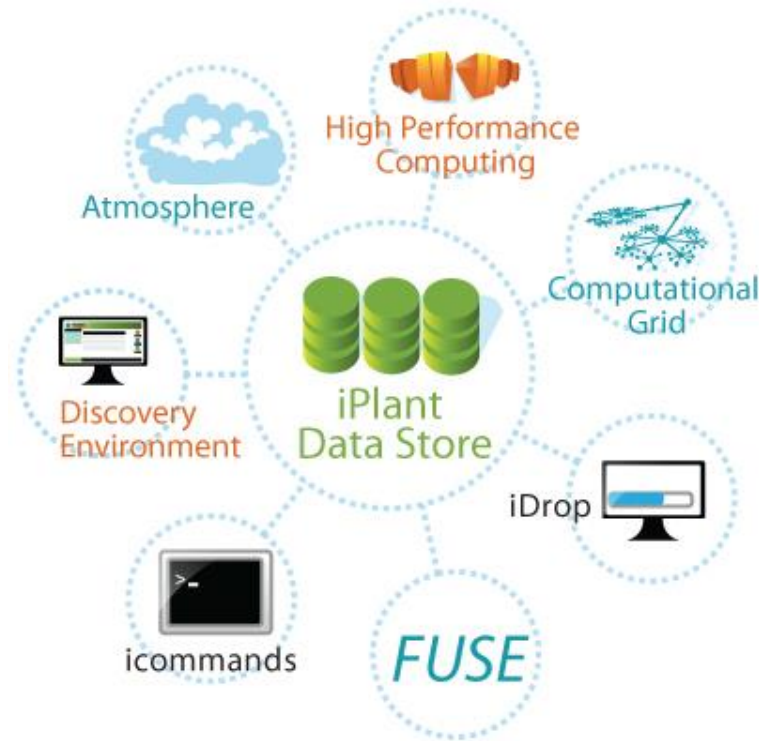 High Performance
Computing
Atmosphere
Computational
Grid
iPlant
Data Store
Discovery
Environment
iDrop
>_
icommands
FUSE